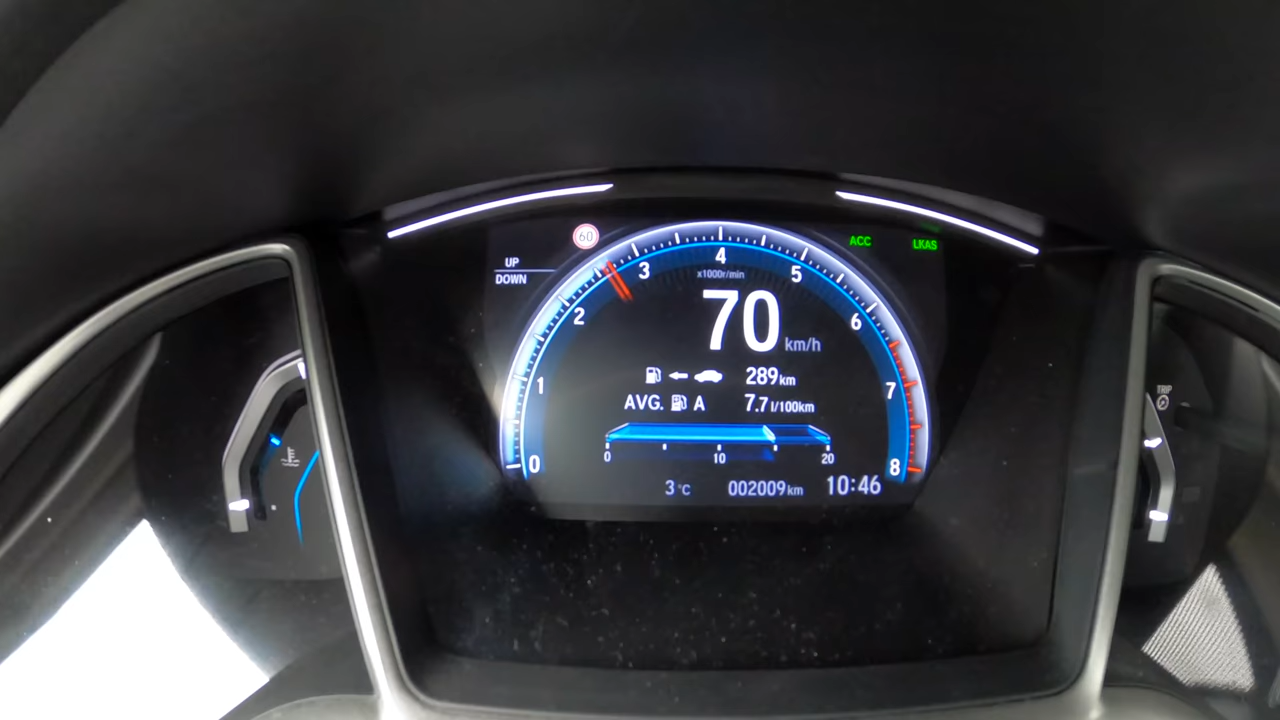 60
ACC
LKAS
UP
DOWN
0
1
2
3
4
5
6
7
8
x1000r/min
70 km/h
289km
AVG. A 7.7 l/100km
0 10 20
3°C 002009km 10:46
TRIP